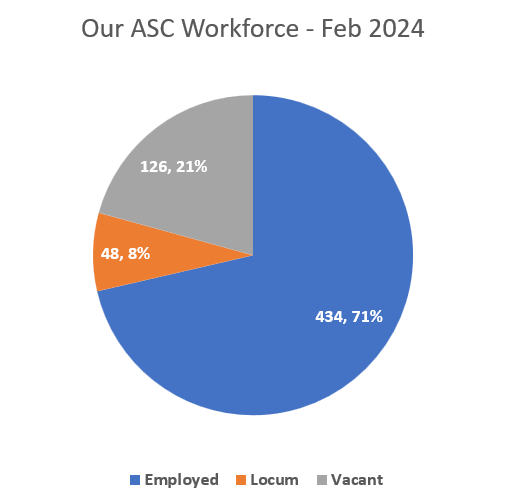 Our ASC Workforce - Feb 2024
126, 21%
48, 8%
434, 71%
Employed Locum Vacant